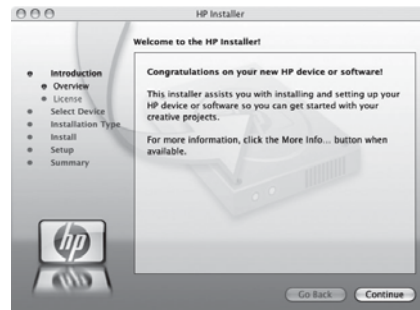 HP Installer
Welcome to the HP Installer!
Introduction
Overview
License
Select Device
Installation Type
Install
Setup
Summary
Congratulations on your new HP device or software!
This installer assists you with installing and setting up your
HP device or software so you can get started with your
creative projects.
For more information, click the More Info... button when
available.
hp
Go Back
Continue